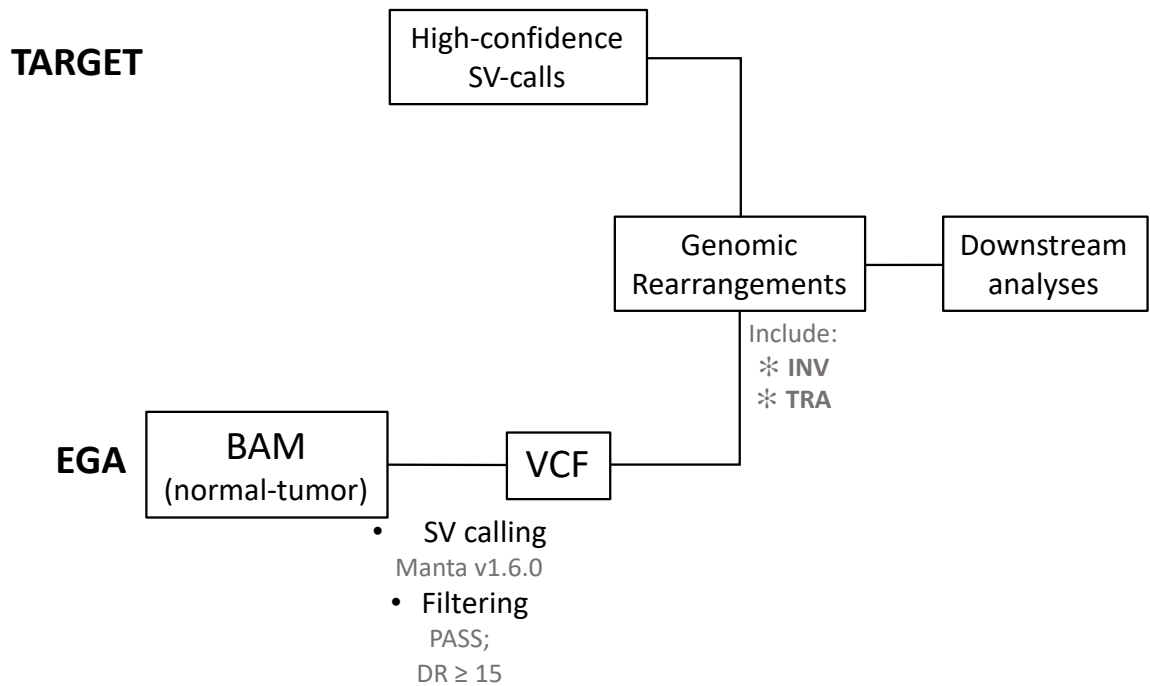 TARGET
High-confidence
SV-calls
Genomic
Rearrangements
Downstream
analyses
Include:
✻ INV
✻ TRA
EGA
BAM
(normal-tumor)
VCF
• SV calling
Manta v1.6.0
• Filtering
PASS;
DR ≥ 15